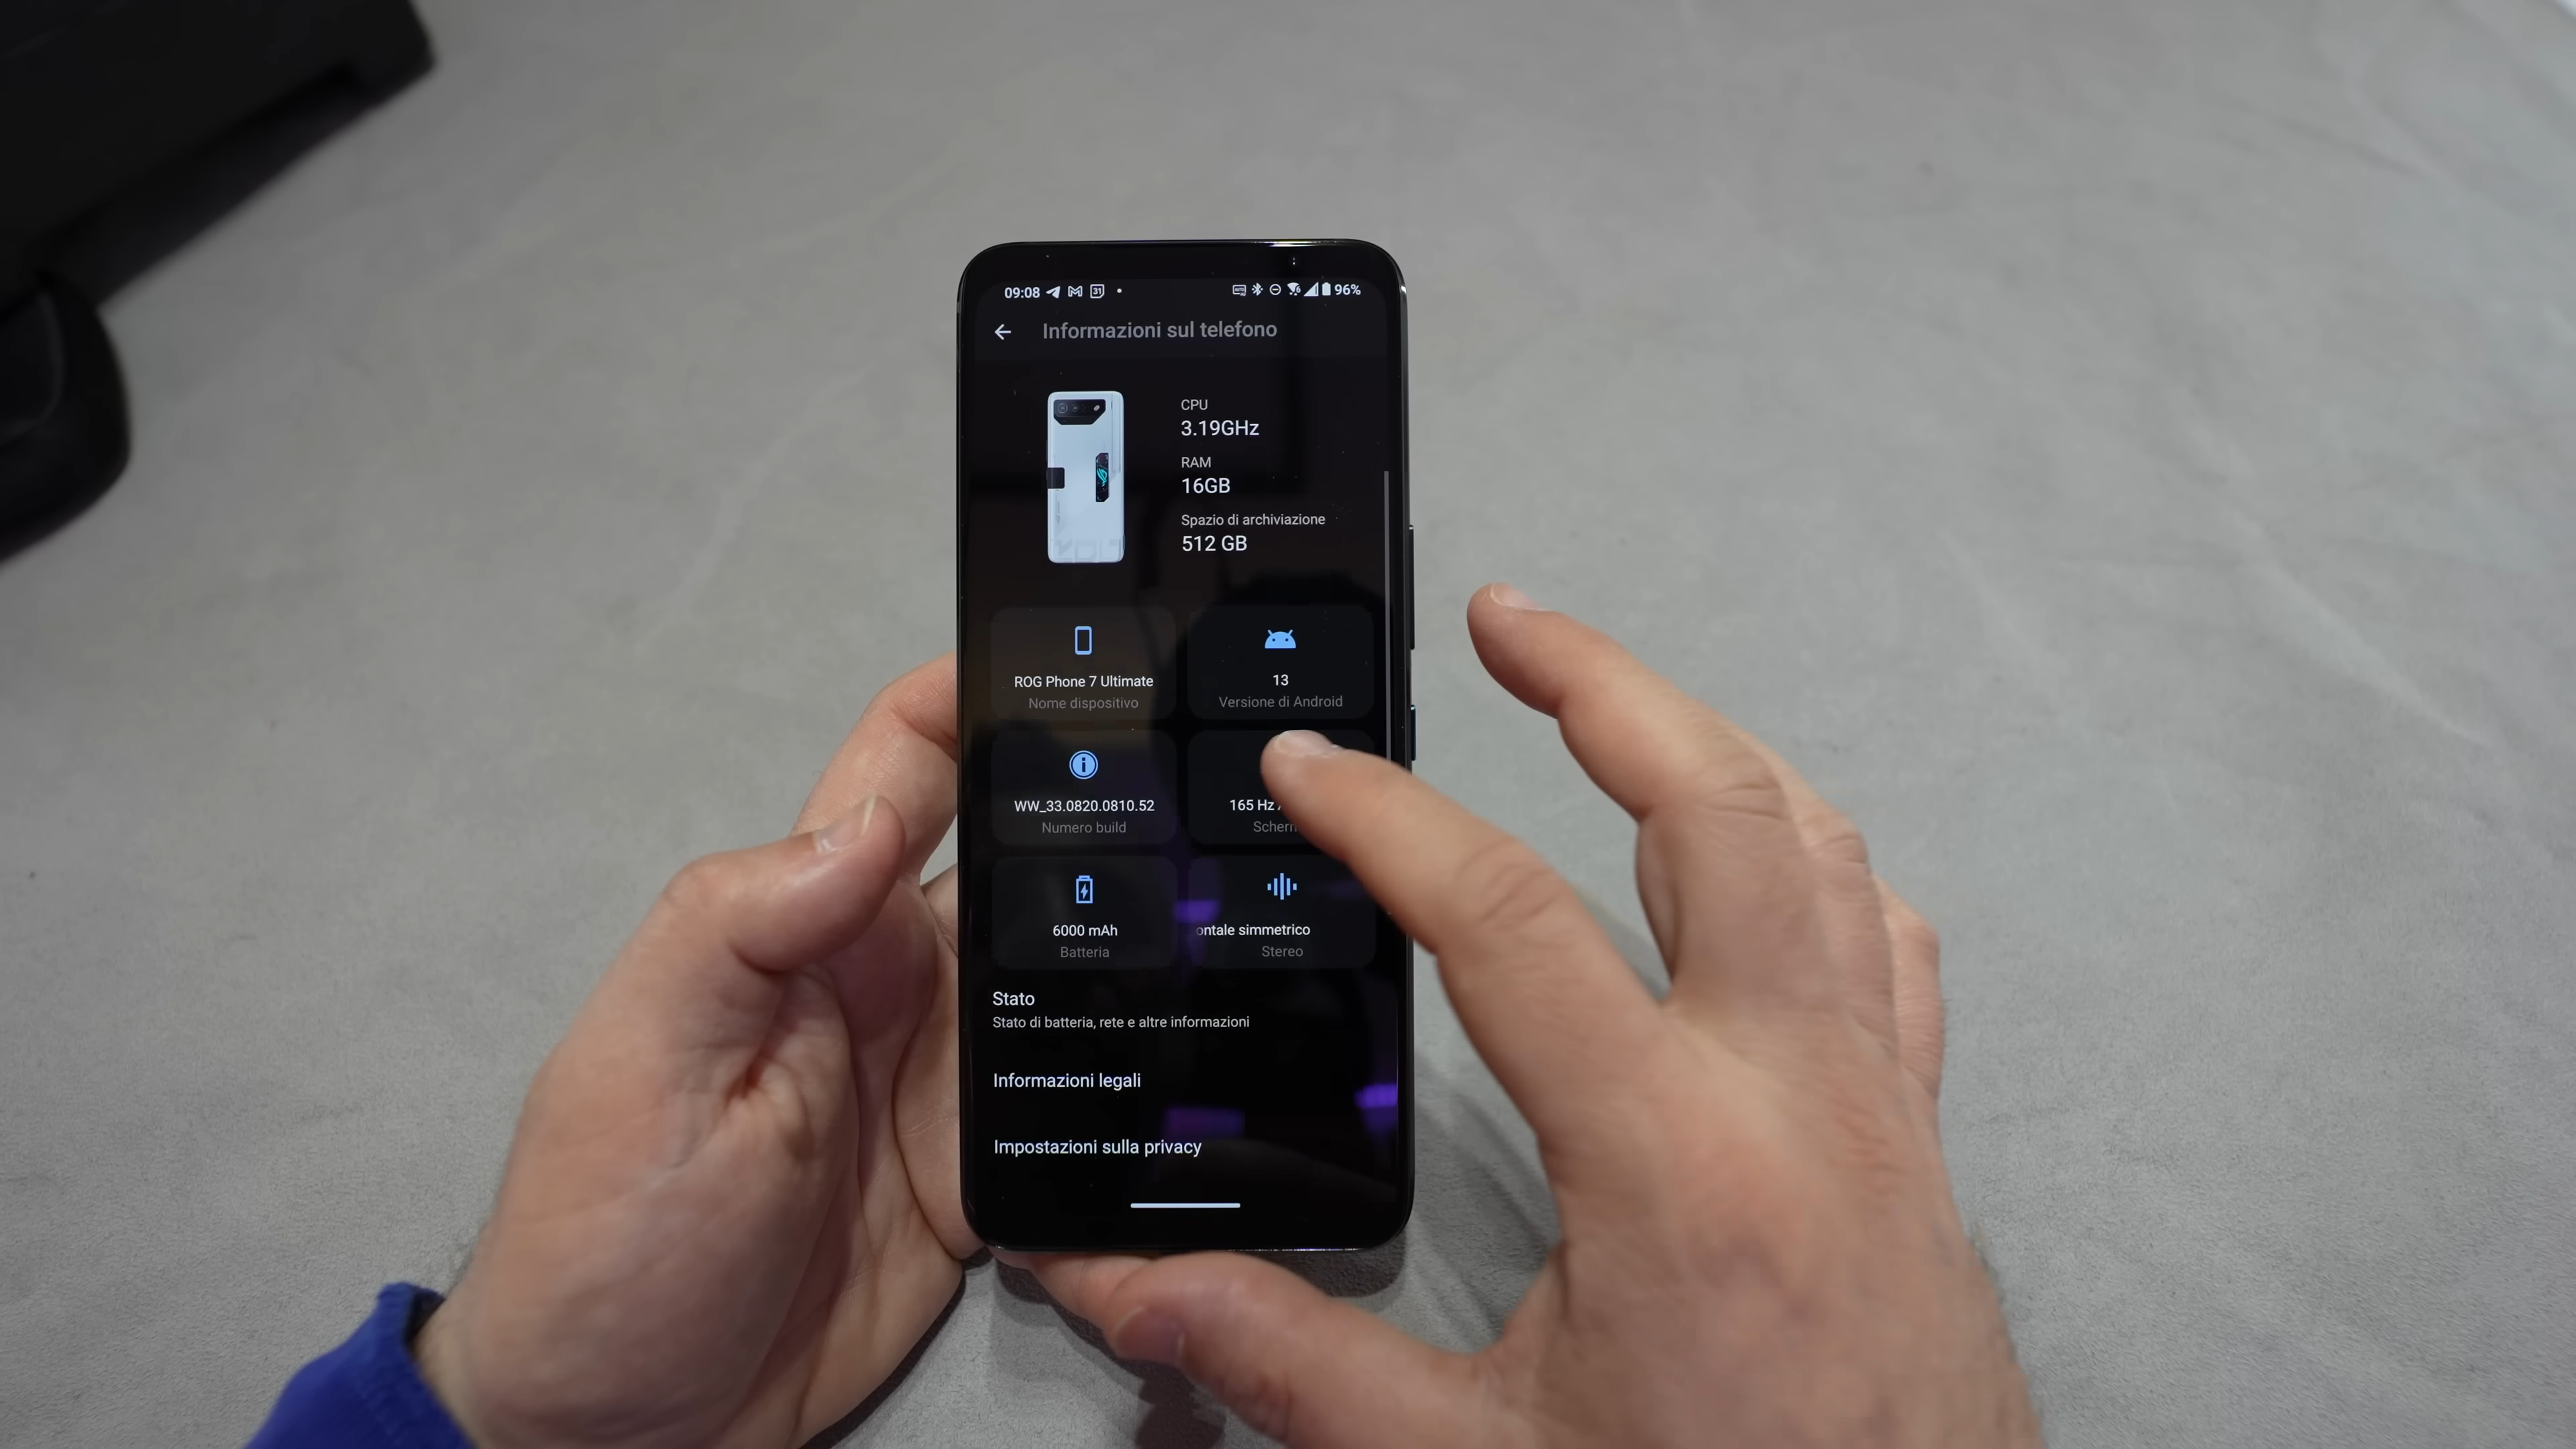 09:08
96%
Informazioni sul telefono
CPU
3.19GHz
RAM
16GB
Spazio di archiviazione
512 GB
ROG Phone 7 Ultimate
Nome dispositivo
13
Versione di Android
WW_33.0820.0810.52
Numero build
165 Hz
6000 mAh
Batteria
ontale simmetrico
Stereo
Stato
Stato di batteria, rete e altre informazioni
Informazioni legali
Impostazioni sulla privacy